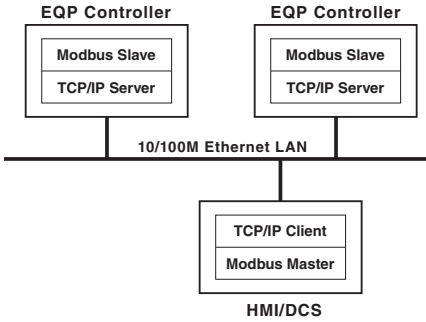 EQP Controller
Modbus Slave
TCP/IP Server
EQP Controller
Modbus Slave
TCP/IP Server
10/100M Ethernet LAN
TCP/IP Client
Modbus Master
HMI/DCS